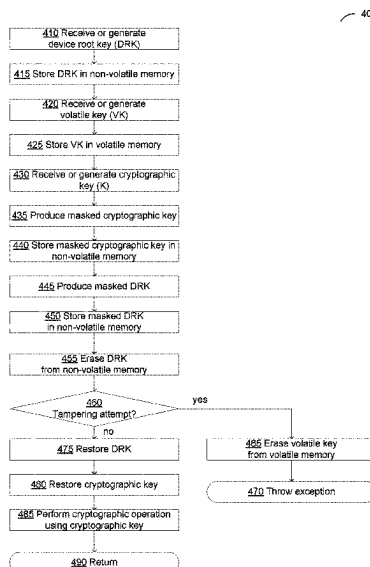 40
410 Receive or generate
device root key (DRK)
415 Store DRK in non-volatile memory
420 Receive or generate
volatile key (VK)
425 Store VK in volatile memory
430 Receive or generate cryptographic
key (K)
435 Produce masked cryptographic key
440 Store masked cryptographic key in
non-volatile memory
445 Produce masked DRK
450 Store masked DRK
in non-volatile memory
455 Erase DRK
from non-volatile memory
460
Tampering attempt?
yes
no
475 Restore DRK
465 Erase volatile key
from volatile memory
480 Restore cryptographic key
470 Throw exception
485 Perform cryptographic operation
using cryptographic key
490 Return